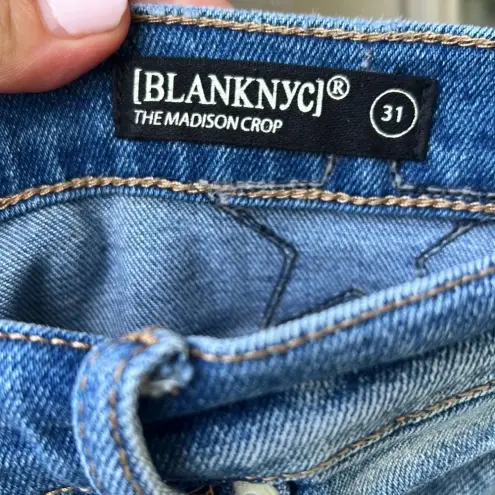 [BLANKNYC]®
THE MADISON CROP
31